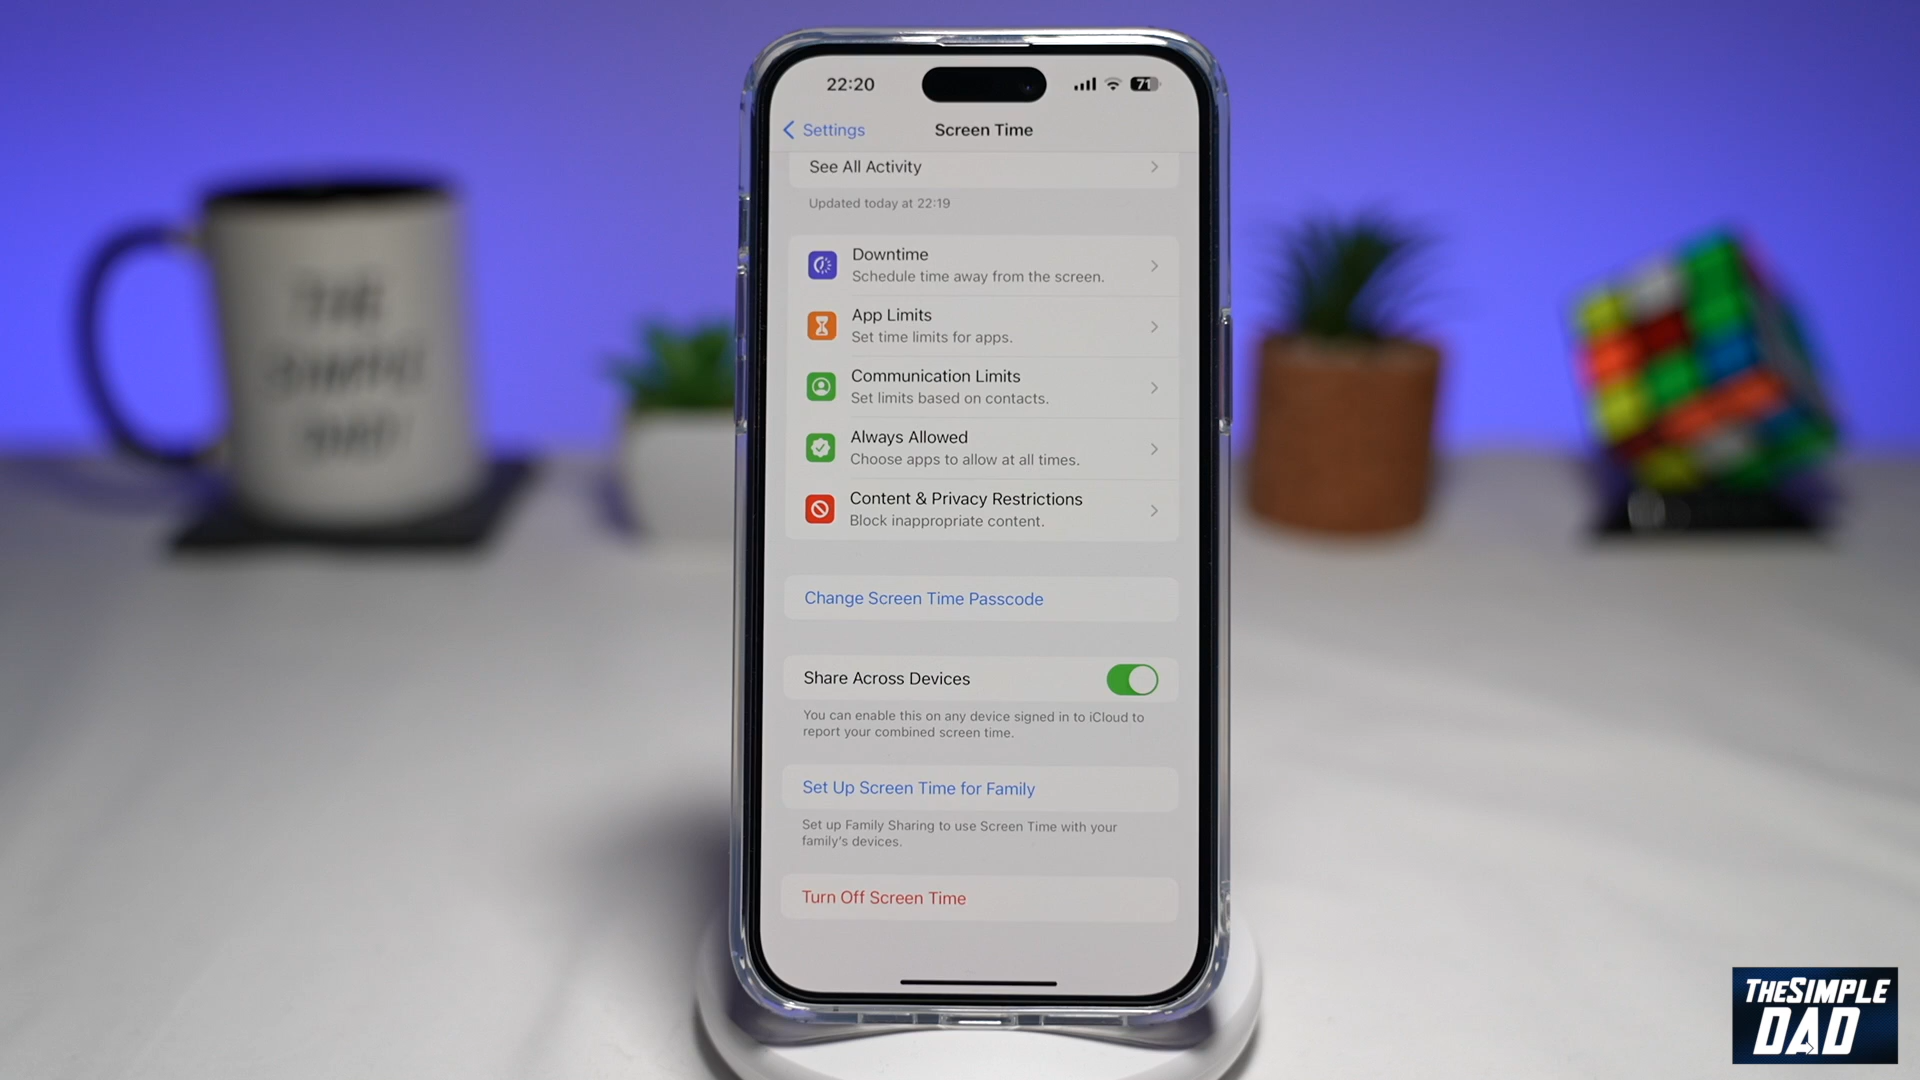 22:20
71
Settings
Screen Time
See All Activity
Updated today at 22:19
Downtime
Schedule time away from the screen.
App Limits
Set time limits for apps.
Communication Limits
Set limits based on contacts.
Always Allowed
Choose apps to allow at all times.
Content & Privacy Restrictions
Block inappropriate content.
Change Screen Time Passcode
Share Across Devices
You can enable this on any device signed in to iCloud to
report your combined screen time.
Set Up Screen Time for Family
Set up Family Sharing to use Screen Time with your
family's devices.
Turn Off Screen Time
THE
SIMPLE
DAD
THESIMPLE
DAD